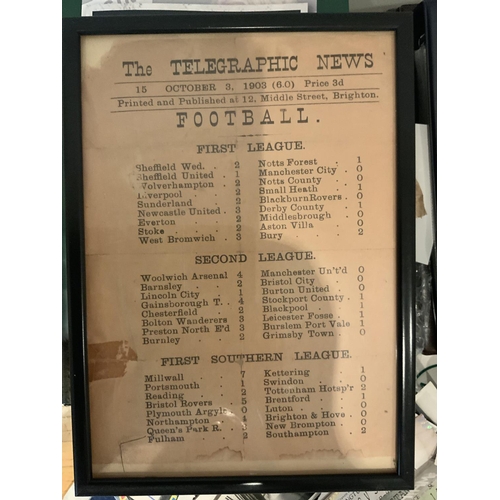 The TELEGRAPHIC NEWS
15 OCTOBER 3, 1903 (6.0) Price 3d
Printed and Published at 12, Middle Street, Brighton.
FOOTBALL.
FIRST LEAGUE.
Sheffield Wed. . 2 Notts Forest . 1
Sheffield United . 1 Manchester City . 0
Wolverhampton . 2 Notts County . 0
Liverpool . . 2 Small Heath . 1
Sunderland . . 2 Blackburn Rovers . 0
Newcastle United . 3 Derby County . 1
Everton . . 2 Middlesbrough . 0
Stoke . . . 2 Aston Villa . 0
West Bromwich . 3 Bury . . . 2
SECOND LEAGUE.
Woolwich Arsenal 4 Manchester Un't'd 0
Barnsley . . 2 Bristol City . 0
Lincoln City . 1 Burton United . 0
Gainsborough T. . 4 Stockport County . 1
Chesterfield . 2 Blackpool . . 1
Bolton Wanderers 3 Leicester Fosse . 1
Preston North E'd 3 Burslem Port Vale 1
Burnley . . 2 Grimsby Town . 0
FIRST SOUTHERN LEAGUE.
Millwall . . 7 Kettering . . 1
Portsmouth . 1 Swindon . . 0
Reading . . 2 Tottenham Hotsp'r 2
Bristol Rovers . 5 Brentford . 1
Plymouth Argyle 0 Luton . . . 0
Northampton . 4 Brighton & Hove . 0
Queen's Park R. . 3 New Brompton . 0
Fulham . . 2 Southampton . 2